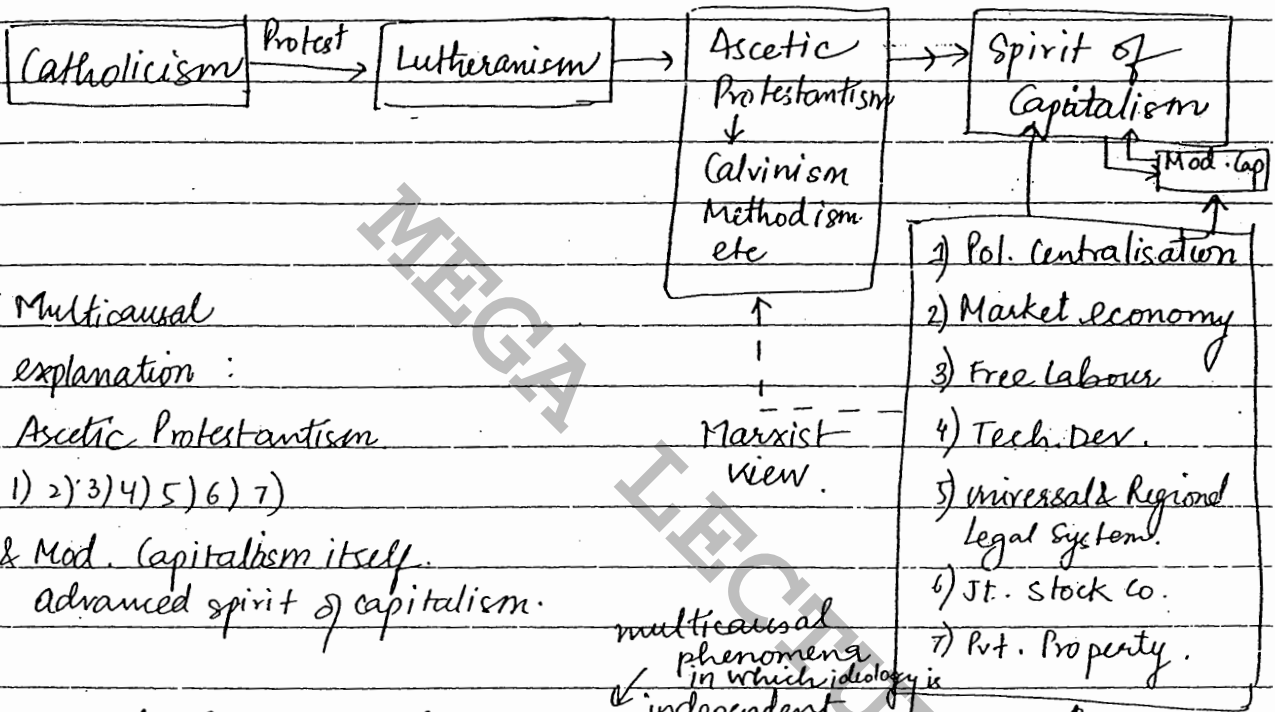 Catholicism
Protest
Lutheranism
Ascetic
Protestantism
Calvinism
Methodism
etc
Spirit of
Capitalism
Mod. Cap
1) Pol. Centralisation
2) Market economy
3) Free labour
4) Tech. Dev.
5) Universal & Regional
Legal System.
6) Jt. Stock Co.
7) Pvt. Property.
Marxist
view.
Multicausal
explanation :
Ascetic Protestantism
1) 2) 3) 4) 5) 6) 7)
& Mod. Capitalism itself.
advanced spirit of capitalism.
multicausal
phenomena
in which ideology is
independent
MEGA LECTU